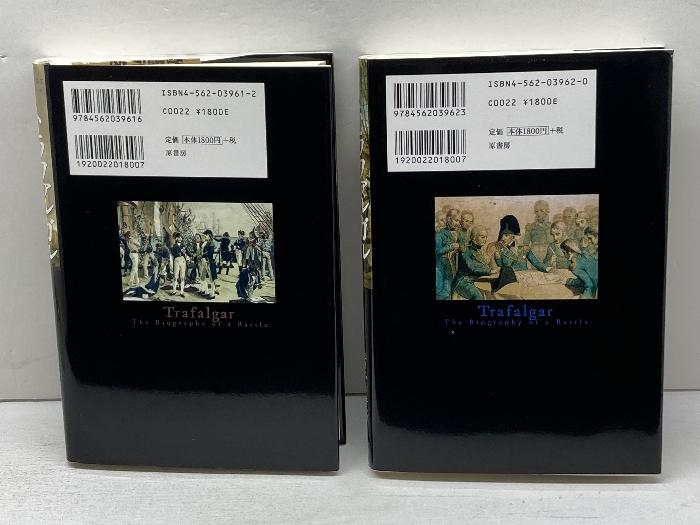 ISBN4-562-03961-2
C0022 ¥1800E
9784562039616
定価 本体1800円+税
原書房
1920022018007
Trafalgar
The Biography of a Battle
ISBN4-562-03962-0
C0022 ¥1800E
9784562039623
定価 本体1800円+税
原書房
1920022018007
Trafalgar
The Biography of a Battle